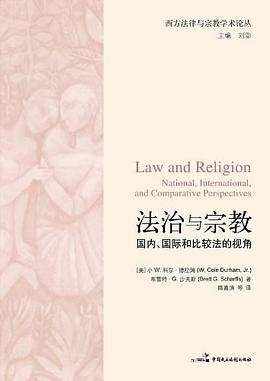 西方法律与宗教学术论丛
主编 刘澎
Law and Religion
National, International,
and Comparative Perspectives
法治与宗教
国内、国际和比较法的视角
[美] 小W.科尔·德拉姆 (W. Cole Durham, Jr.)
布雷特·G.沙夫斯 (Brett G. Scharffs) 著
隋嘉滨 等 译
中国民主法制出版社